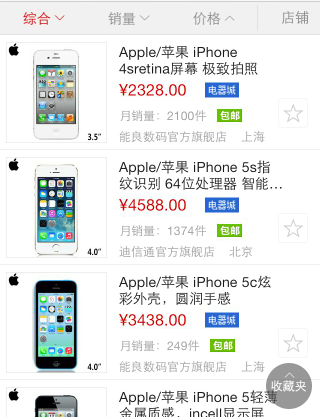 综合 销量 价格 店铺
Apple/苹果 iPhone
4sretina屏幕 极致拍照
¥2328.00 电器城
月销量：2100件 包邮
能良数码官方旗舰店 上海
3.5"
Apple/苹果 iPhone 5s指
纹识别 64位处理器 智能...
¥4588.00 电器城
月销量：1374件 包邮
迪信通官方旗舰店 北京
4.0"
Apple/苹果 iPhone 5c炫
彩外壳，圆润手感
¥3438.00 电器城
月销量：249件 包邮
能良数码官方旗舰店 上海
4.0"
收藏夹
Apple/苹果 iPhone 5轻薄
金属质感，incell显示屏